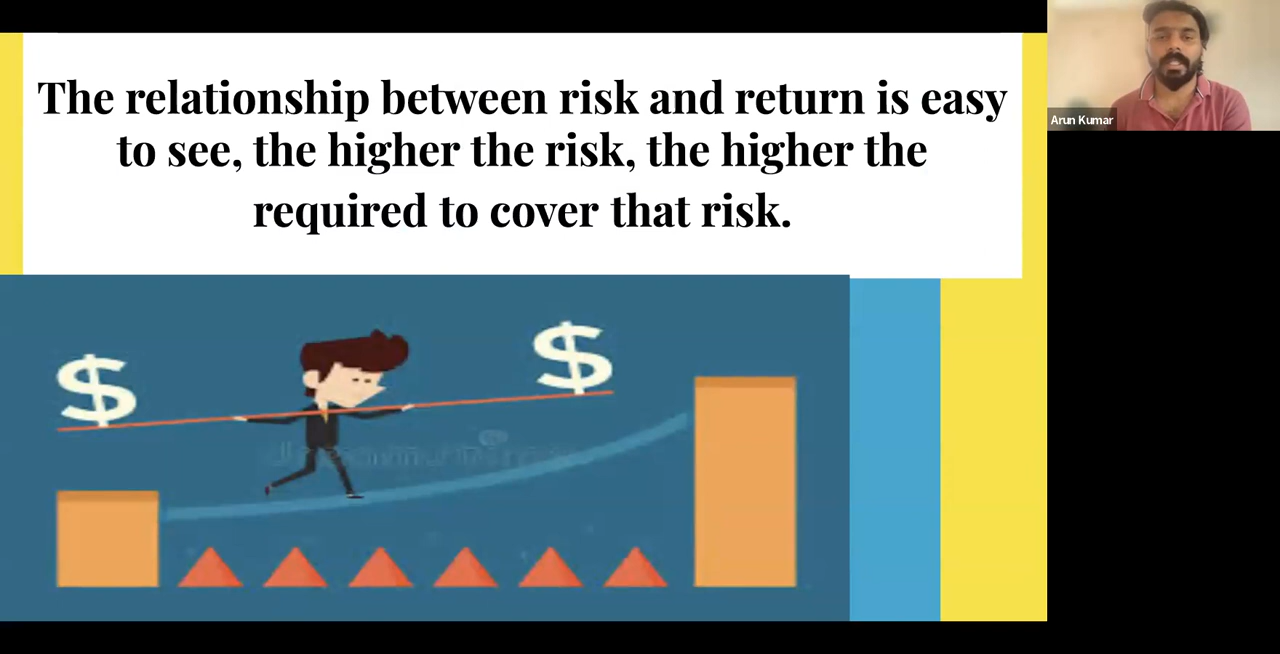 The relationship between risk and return is easy
to see, the higher the risk, the higher the
required to cover that risk.
Arun Kumar
$
$